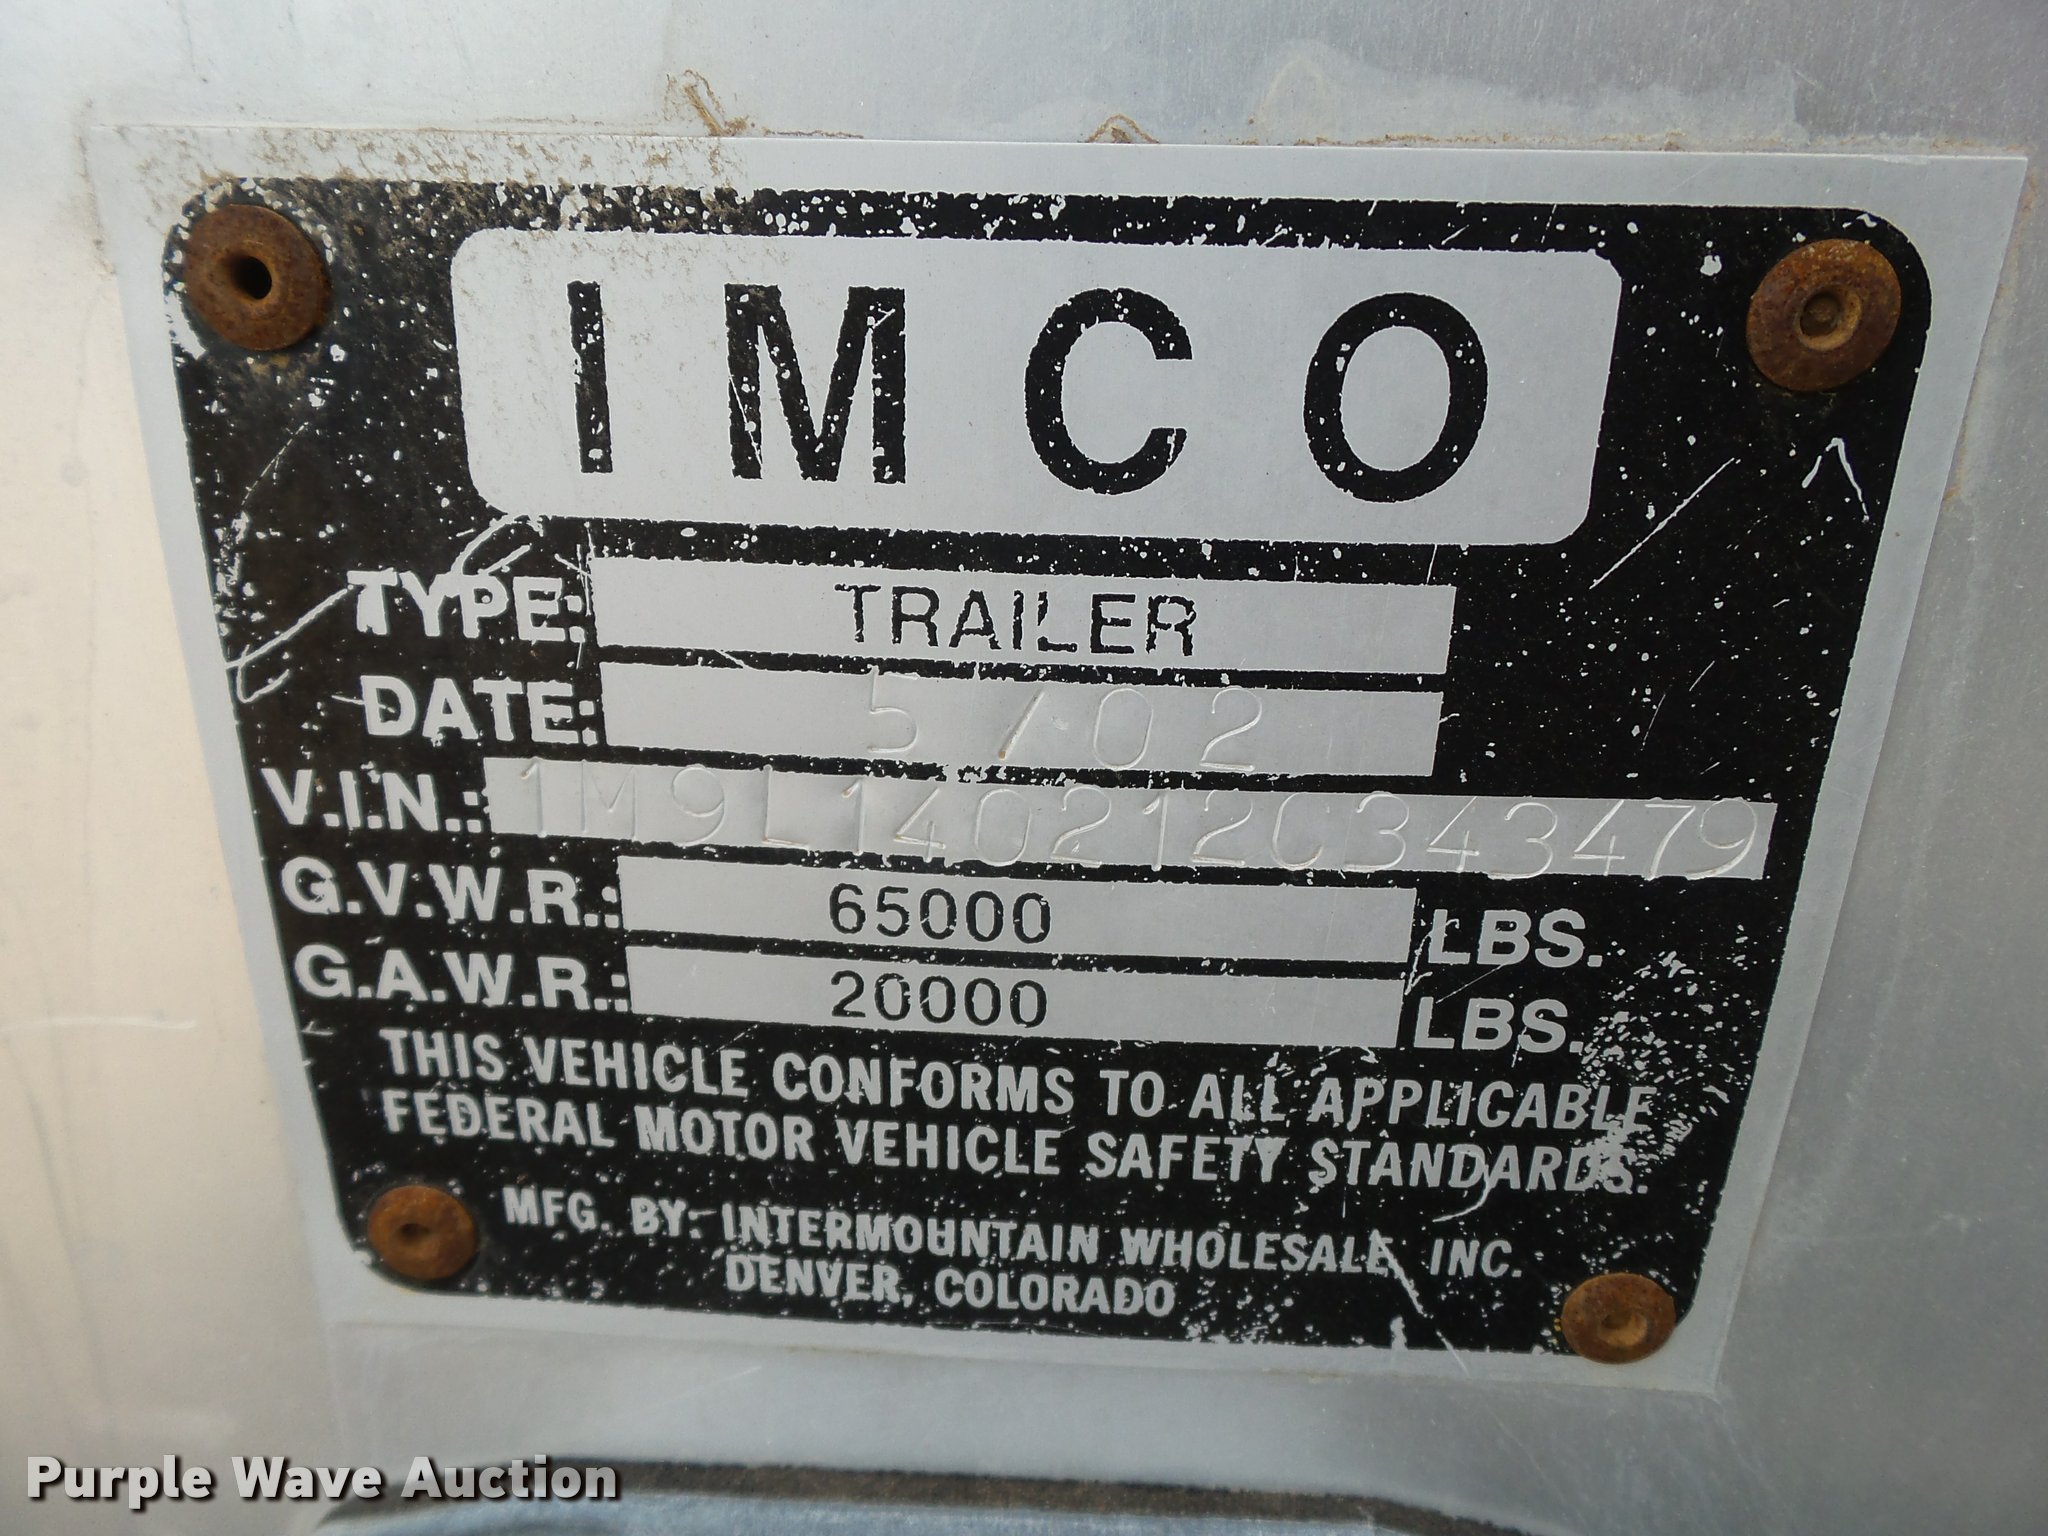 IMCO
TYPE: TRAILER
DATE: 5/02
V.I.N.: 1M9L140212C343479
G.V.W.R.: 65000 LBS.
G.A.W.R.: 20000 LBS.
THIS VEHICLE CONFORMS TO ALL APPLICABLE
FEDERAL MOTOR VEHICLE SAFETY STANDARDS.
MFG. BY: INTERMOUNTAIN WHOLESALE, INC.
DENVER, COLORADO
Purple Wave Auction